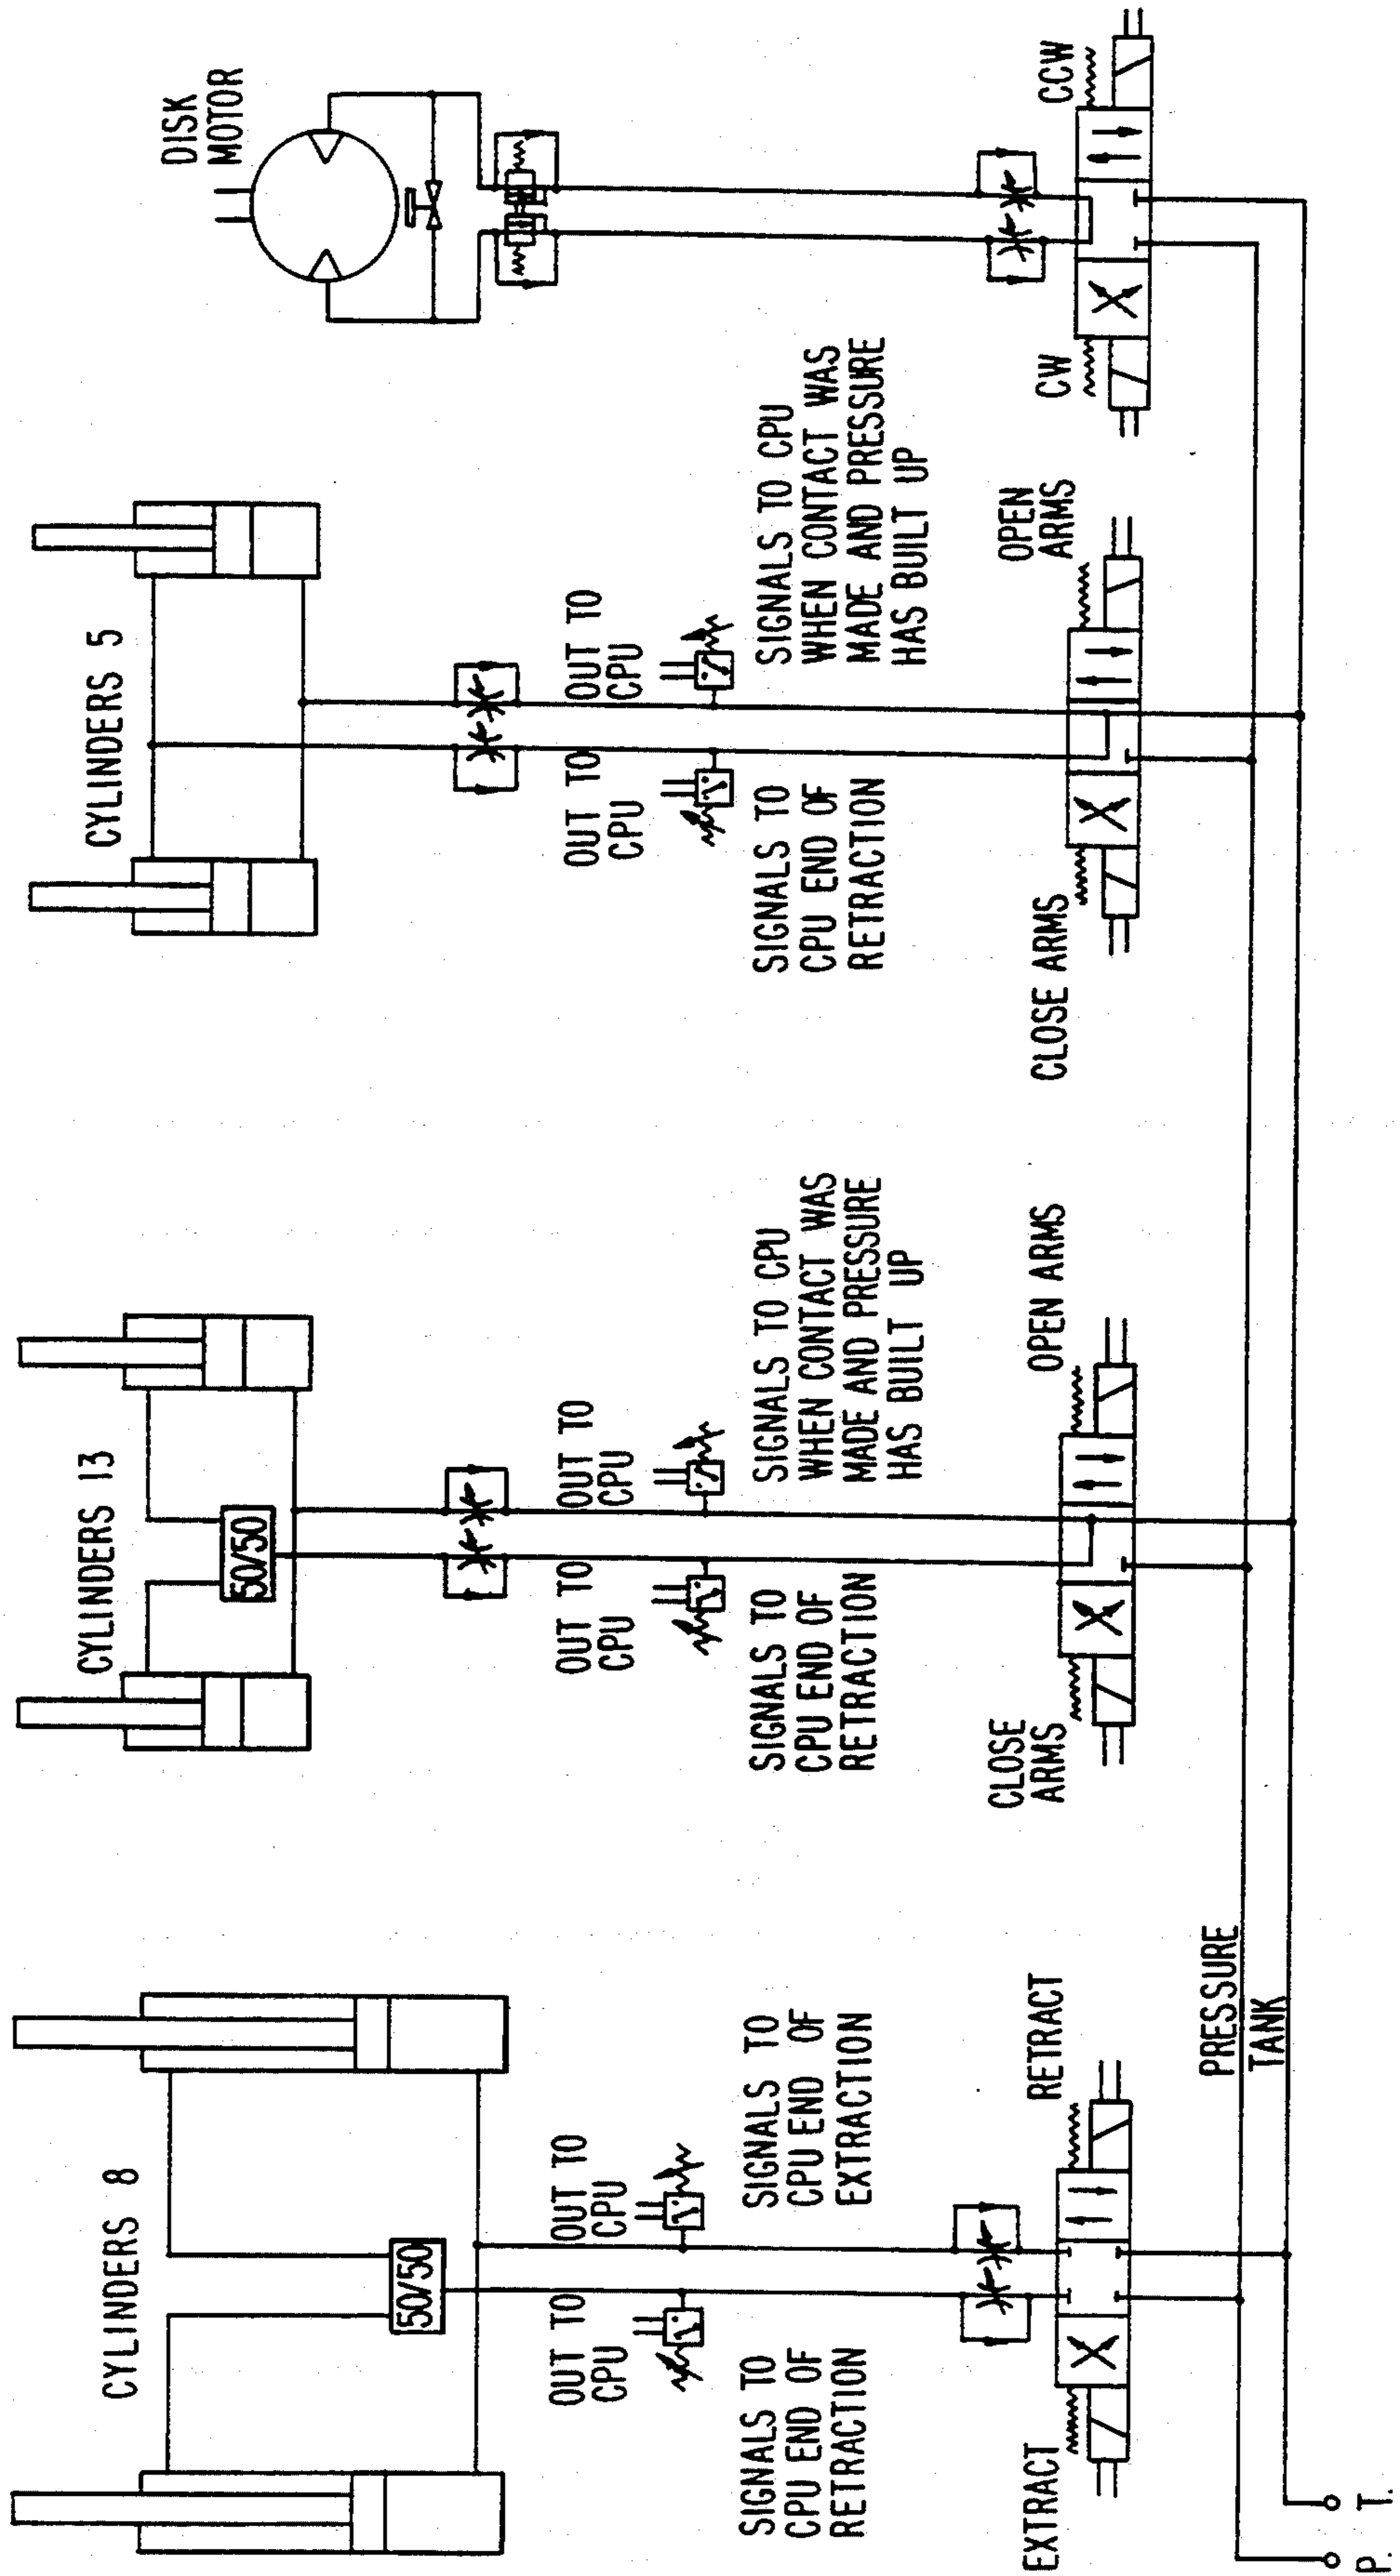 CYLINDERS 8
50/50
OUT TO
CPU
OUT TO
CPU
SIGNALS TO
CPU END OF
RETRACTION
SIGNALS TO
CPU END OF
EXTRACTION
EXTRACT
RETRACT
CYLINDERS 13
50/50
OUT TO
CPU
OUT TO
CPU
SIGNALS TO
CPU END OF
RETRACTION
SIGNALS TO CPU
WHEN CONTACT WAS
MADE AND PRESSURE
HAS BUILT UP
CLOSE
ARMS
OPEN ARMS
CYLINDERS 5
OUT TO
CPU
OUT TO
CPU
SIGNALS TO
CPU END OF
RETRACTION
SIGNALS TO CPU
WHEN CONTACT WAS
MADE AND PRESSURE
HAS BUILT UP
CLOSE ARMS
OPEN
ARMS
DISK
MOTOR
CW
CCW
PRESSURE
TANK
P. T.